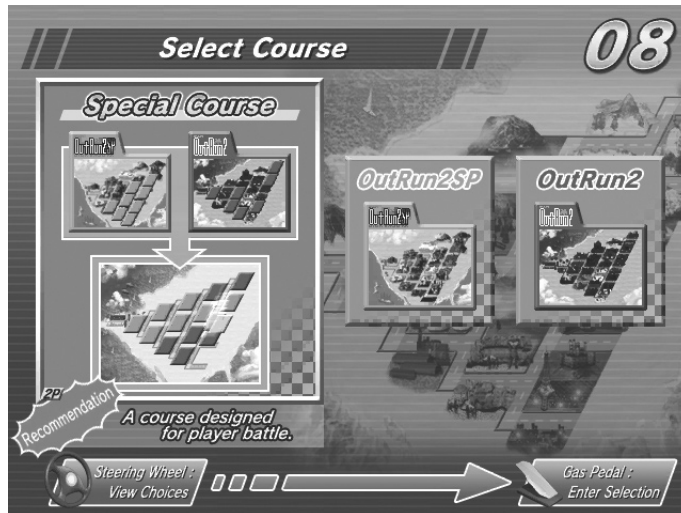 Select Course
08
Special Course
OutRun2SP
OutRun2
OutRun2SP
OutRun2
OutRun2SP
OutRun2
2P
Recommendation
A course designed
for player battle.
Steering Wheel :
View Choices
Gas Pedal :
Enter Selection